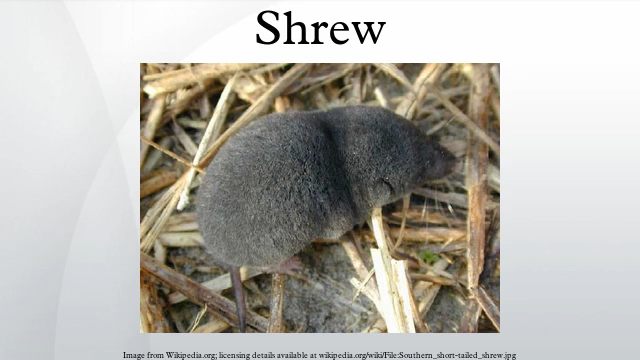 Shrew
Image from Wikipedia.org; licensing details available at wikipedia.org/wiki/File:Southern_short-tailed_shrew.jpg